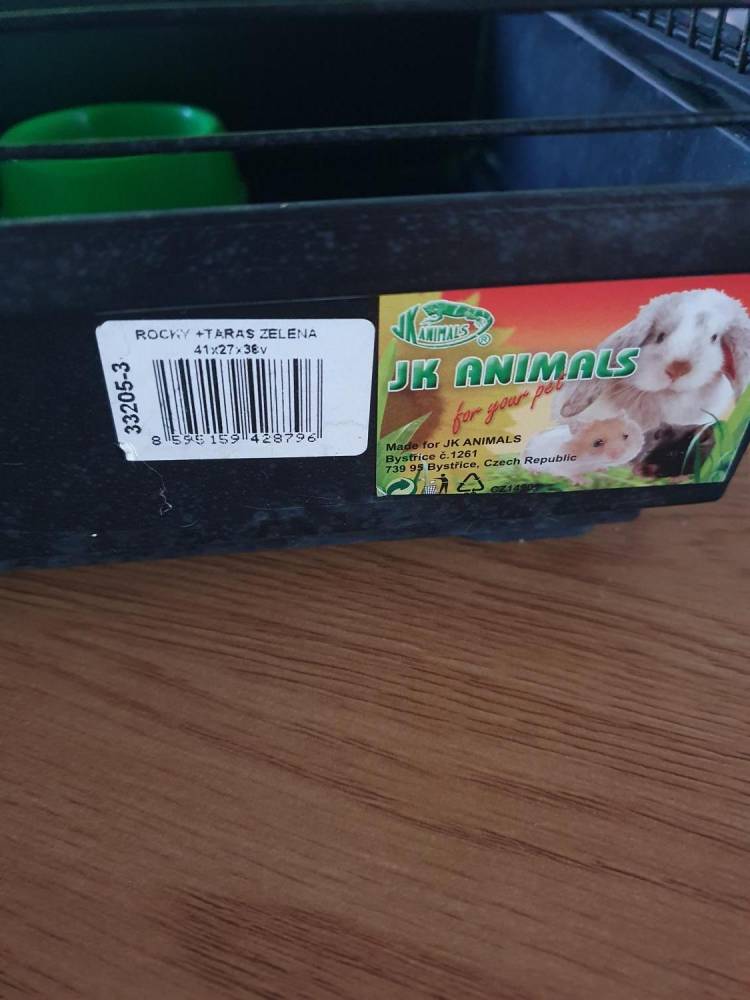 ROCKY +TARAS ZELENA
41x27x38v
33205-3
8 595159 428796
JK ANIMALS ®
JK ANIMALS
for your pet
Made for JK ANIMALS
Bystřice č.1261
739 95 Bystřice, Czech Republic